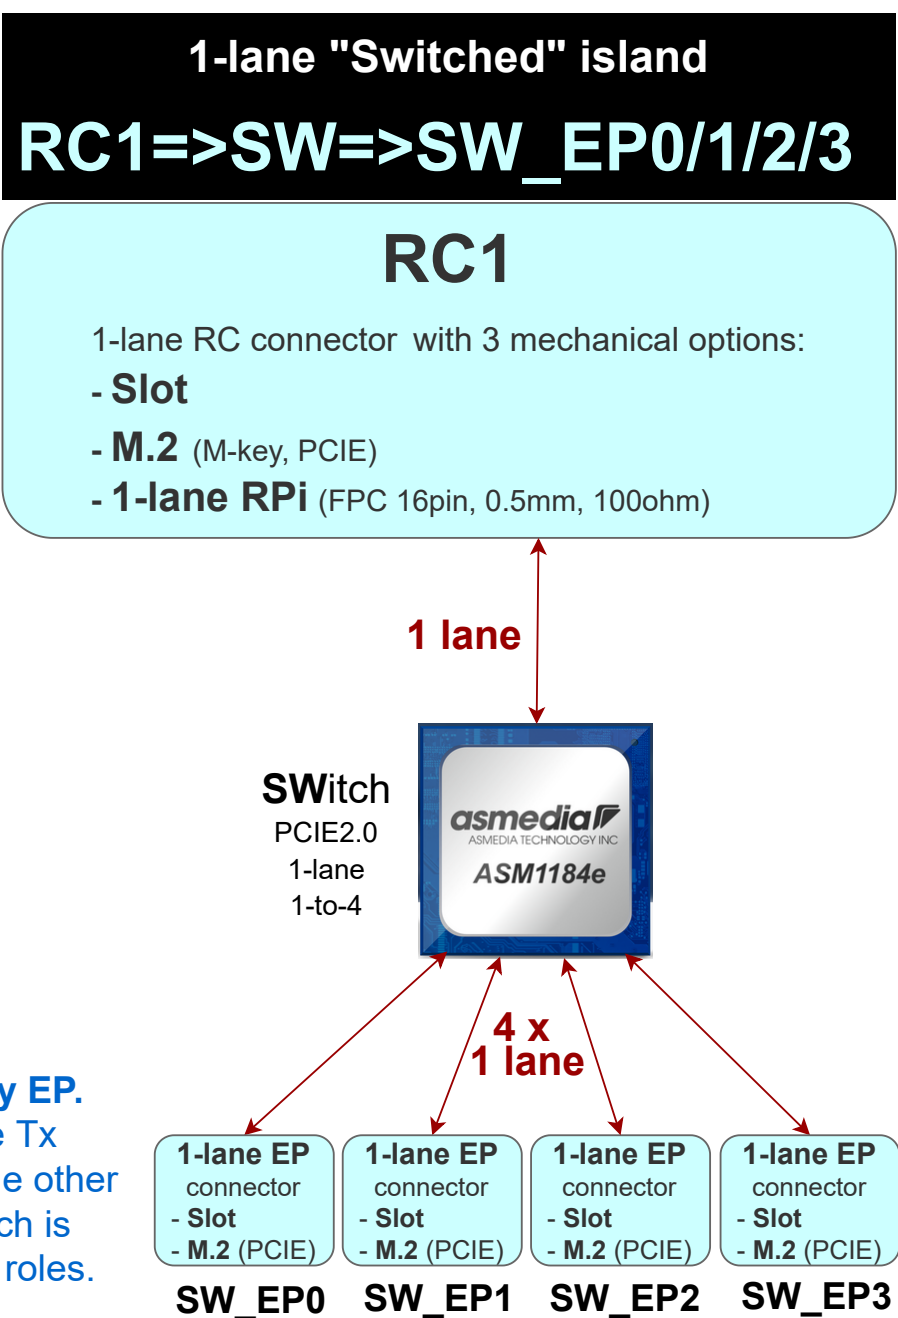 1-lane "Switched" island
RC1=>SW=>SW_EP0/1/2/3
RC1
1-lane RC connector with 3 mechanical options:
- Slot
- M.2 (M-key, PCIE)
- 1-lane RPi (FPC 16pin, 0.5mm, 100ohm)
1 lane
SWitch
PCIE2.0
1-lane
1-to-4
asmedia
ASMEDIA TECHNOLOGY INC
ASM1184e
4 x
1 lane
y EP.
e Tx
e other
ch is
roles.
1-lane EP
connector
- Slot
- M.2 (PCIE)
SW_EP0
1-lane EP
connector
- Slot
- M.2 (PCIE)
SW_EP1
1-lane EP
connector
- Slot
- M.2 (PCIE)
SW_EP2
1-lane EP
connector
- Slot
- M.2 (PCIE)
SW_EP3